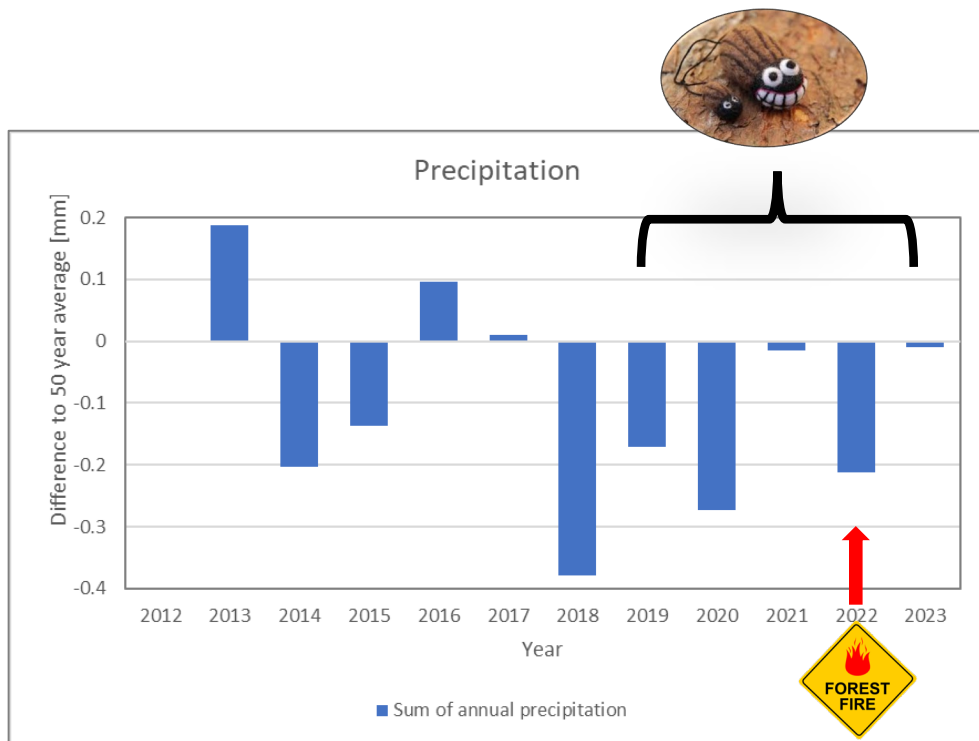 Precipitation
Difference to 50 year average [mm]
0.2
0.1
0
-0.1
-0.2
-0.3
-0.4
2012 2013 2014 2015 2016 2017 2018 2019 2020 2021 2022 2023
Year
Sum of annual precipitation
FOREST
FIRE